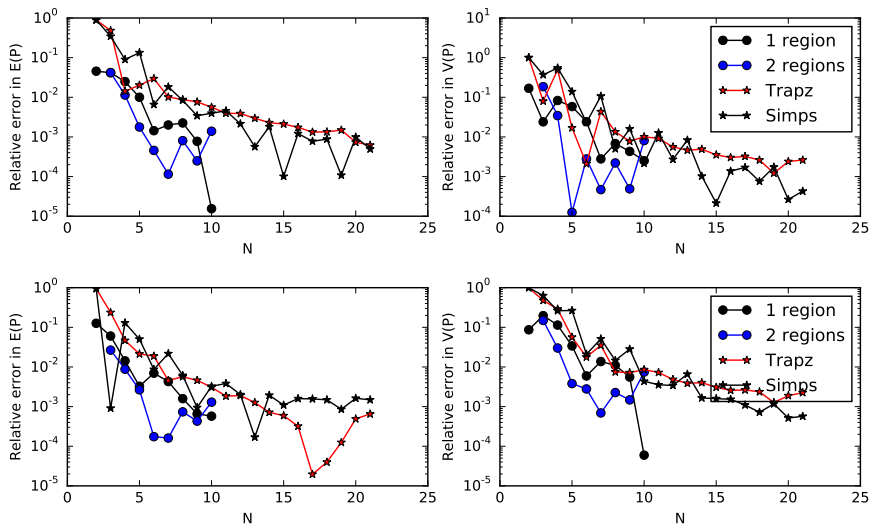 Relative error in E(P)
10^0
10^-1
10^-2
10^-3
10^-4
10^-5
0 5 10 15 20 25
N
Relative error in V(P)
10^1
10^0
10^-1
10^-2
10^-3
10^-4
0 5 10 15 20 25
N
1 region
2 regions
Trapz
Simps
Relative error in E(P)
10^0
10^-1
10^-2
10^-3
10^-4
10^-5
0 5 10 15 20 25
N
Relative error in V(P)
10^0
10^-1
10^-2
10^-3
10^-4
10^-5
0 5 10 15 20 25
N
1 region
2 regions
Trapz
Simps